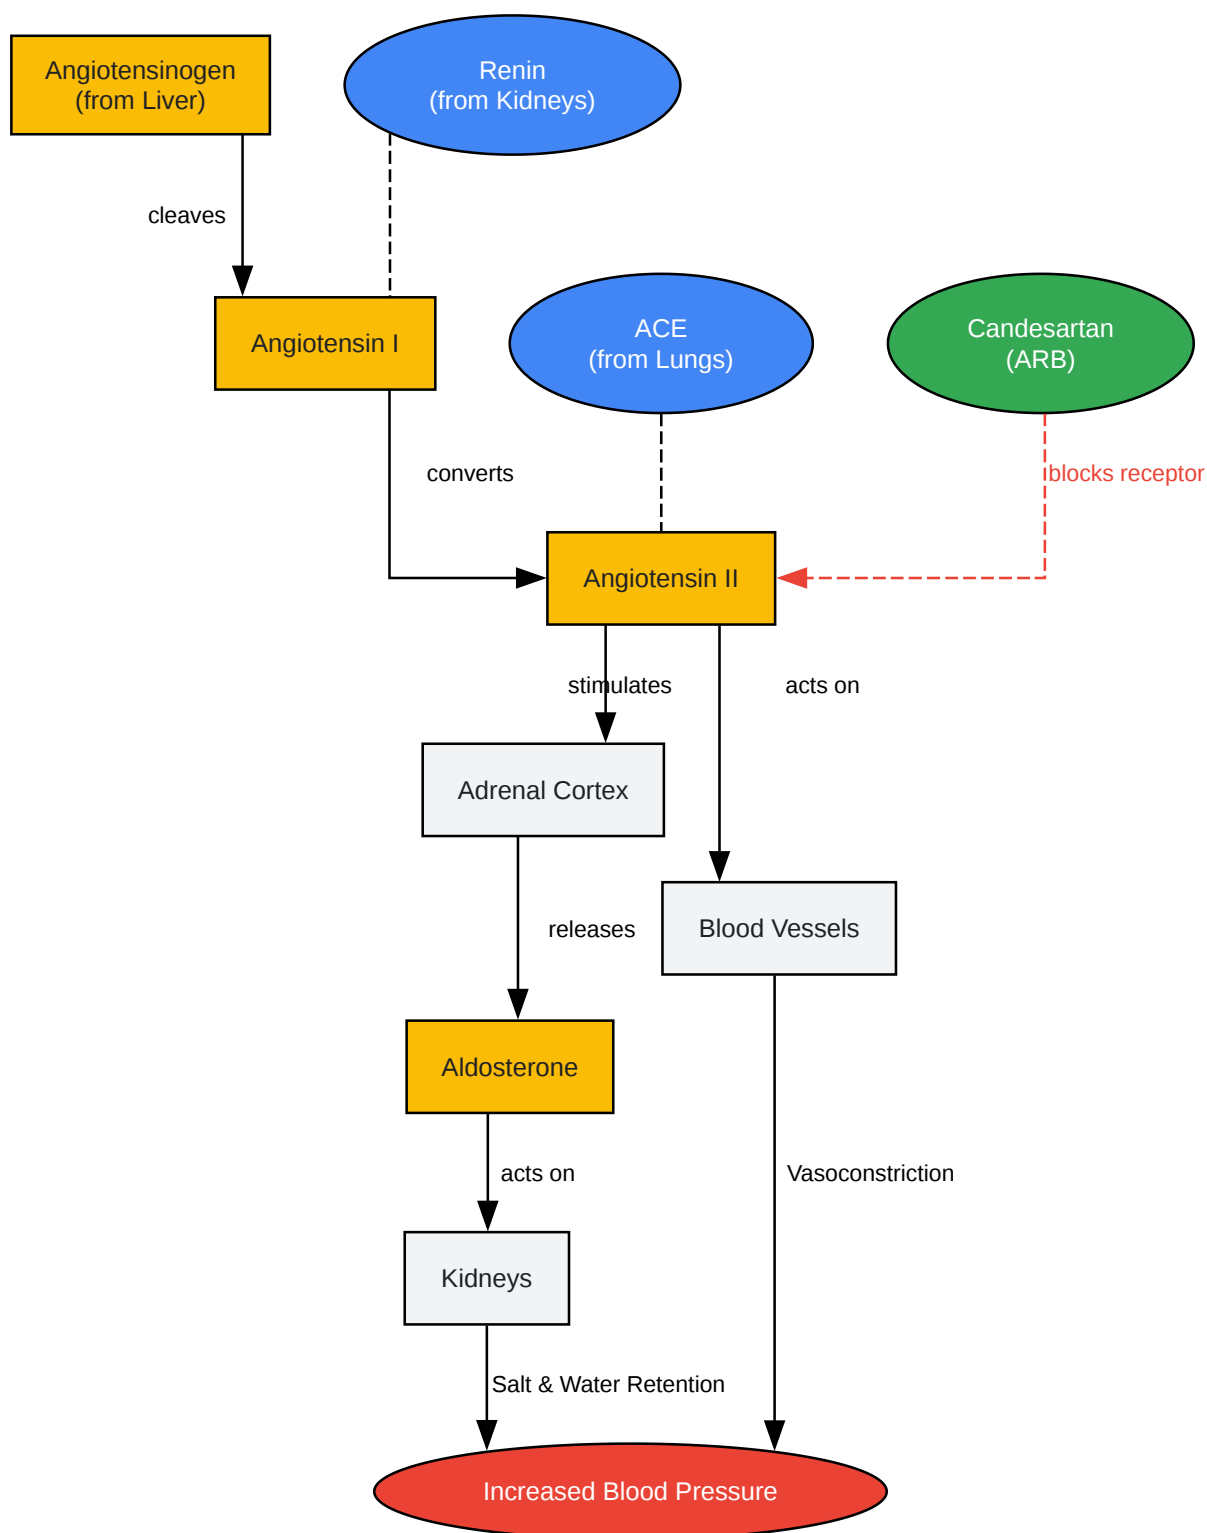 Angiotensinogen
(from Liver)
Renin
(from Kidneys)
cleaves
Angiotensin I
ACE
(from Lungs)
Candesartan
(ARB)
converts
blocks receptor
Angiotensin II
stimulates
acts on
Adrenal Cortex
releases
Blood Vessels
Aldosterone
acts on
Vasoconstriction
Kidneys
Salt & Water Retention
Increased Blood Pressure